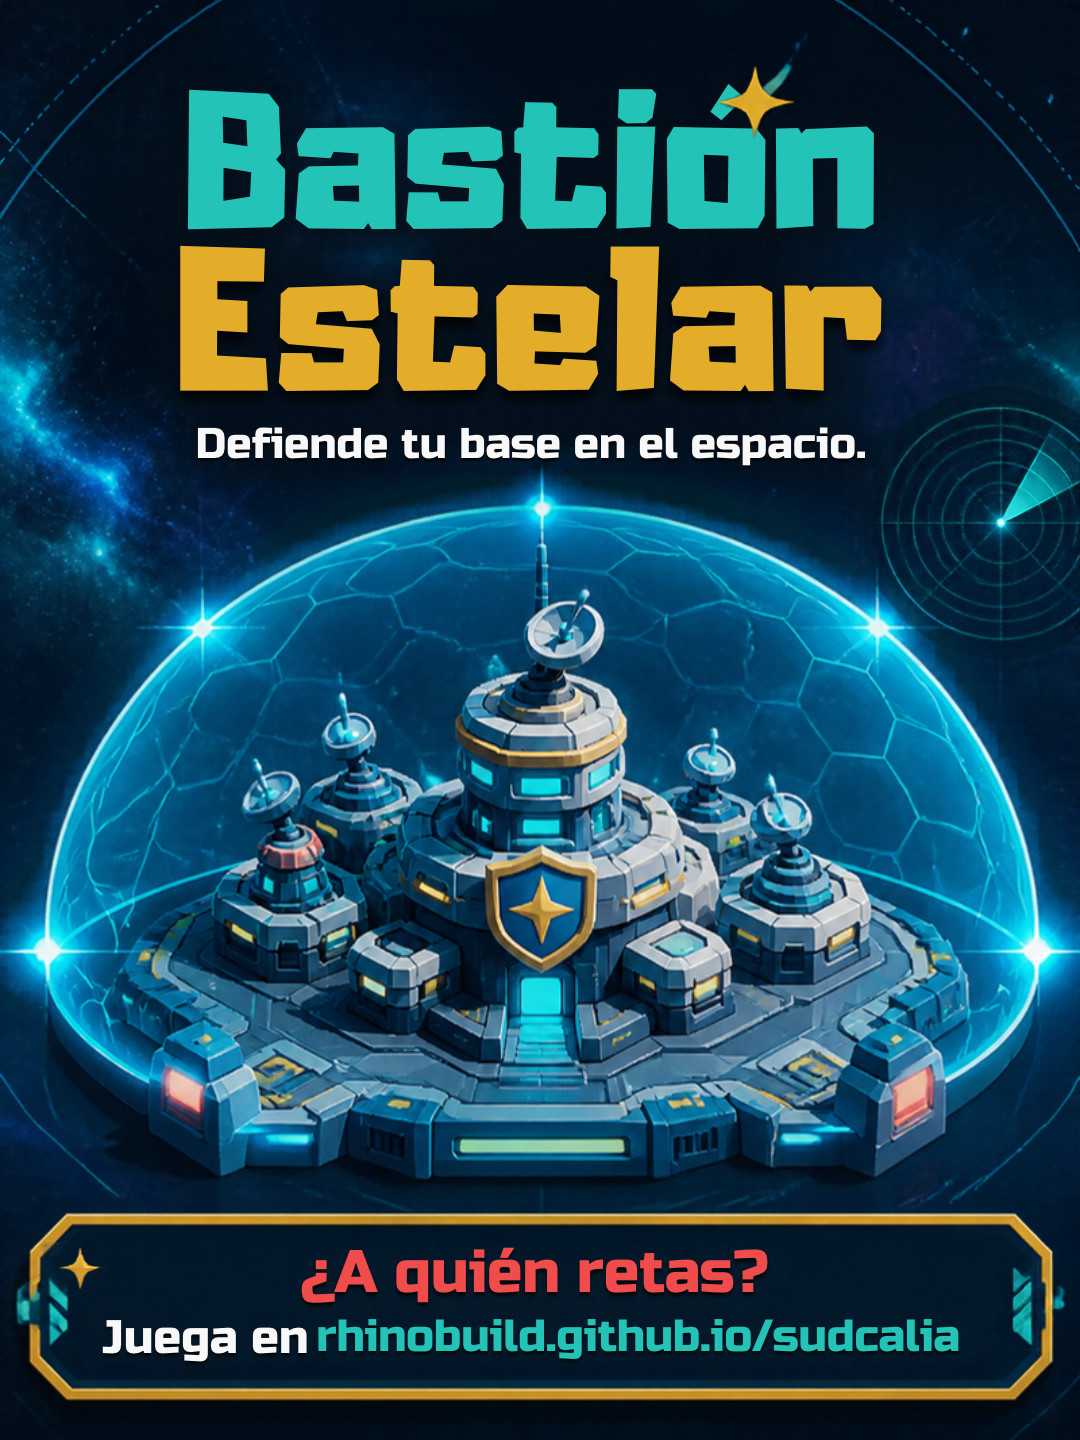 Bastión
Estelar
Defiende tu base en el espacio.
¿A quién retas?
Juega en rhinobuild.github.io/sudcalia